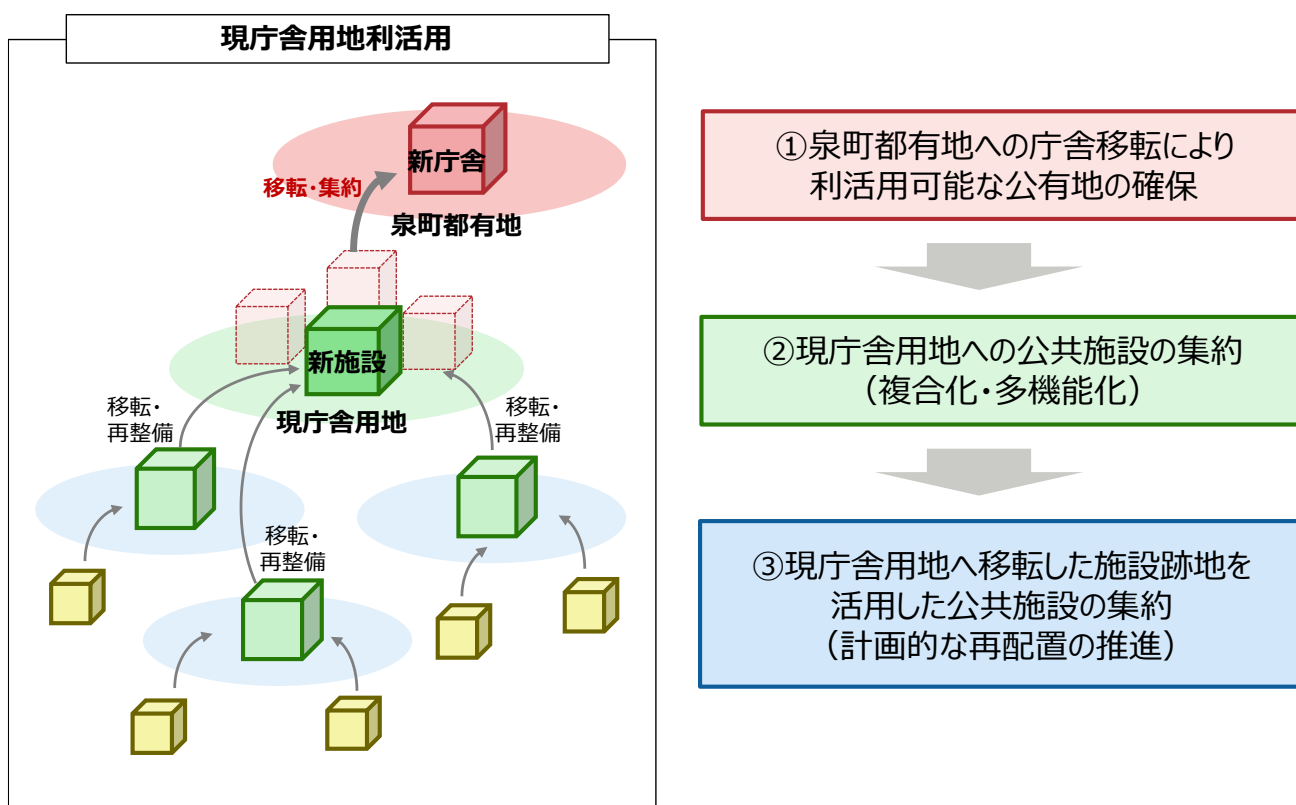 現庁舎用地利活用
新庁舎
移転・集約
泉町都有地
新施設
現庁舎用地
移転・
再整備
移転・
再整備
移転・
再整備
①泉町都有地への庁舎移転により
利活用可能な公有地の確保
②現庁舎用地への公共施設の集約
（複合化・多機能化）
③現庁舎用地へ移転した施設跡地を
活用した公共施設の集約
（計画的な再配置の推進）